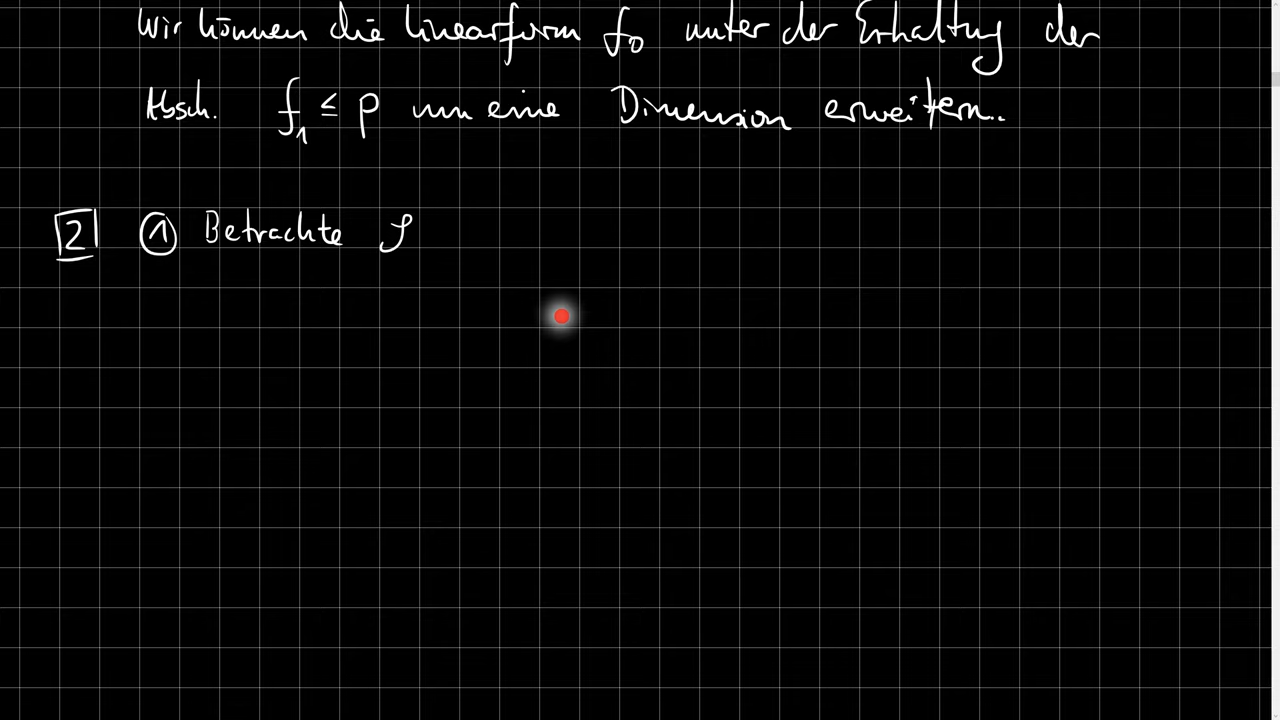 Wir können die Linearform f₀ unter der Erhaltung der
Absch. f₁ ≤ p um eine Dimension erweitern.
2 ① Betrachte 𝒮